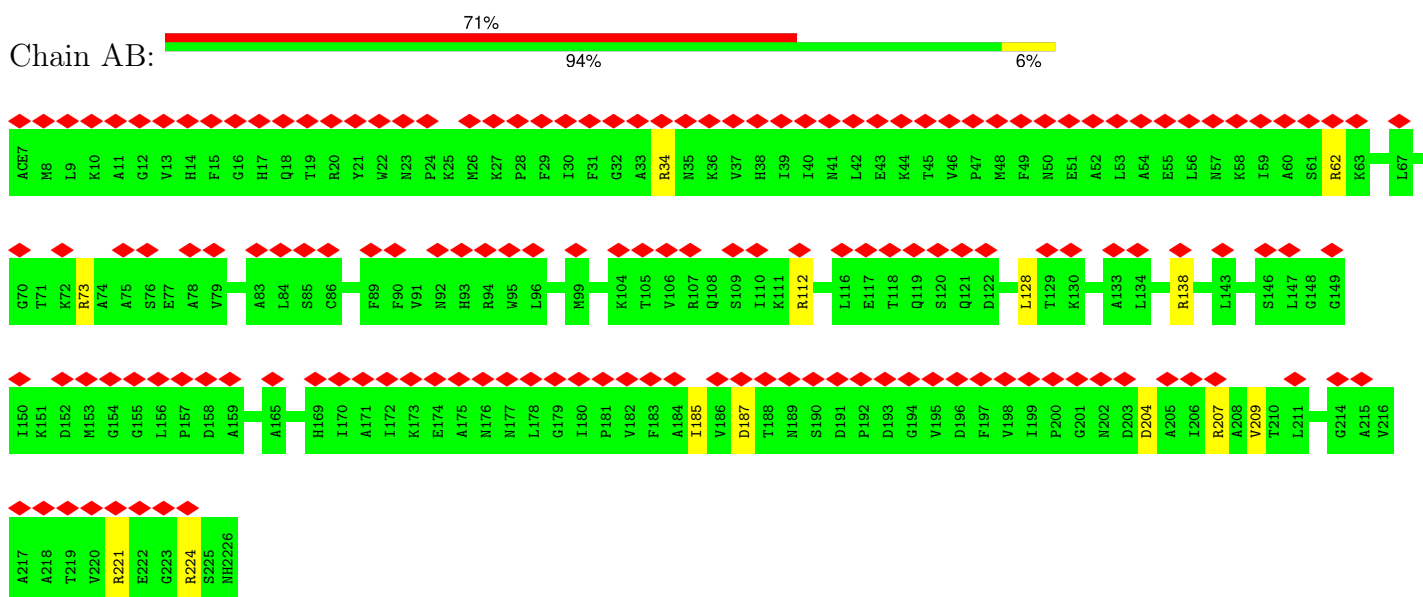 71%
Chain AB:
94% 6%
ACE7 M8 L9 K10 A11 G12 V13 H14 F15 G16 H17 Q18 T19 R20 Y21 W22 N23 P24 K25 M26 K27 P28 F29 I30 F31 G32 A33 R34 N35 K36 V37 H38 I39 I40 N41 L42 E43 K44 T45 V46 P47 M48 F49 N50 E51 A52 L53 A54 E55 L56 N57 K58 I59 A60 S61 R62 K63 L67
G70 T71 K72 R73 A74 A75 S76 E77 A78 V79 A83 L84 S85 C86 F89 F90 V91 N92 H93 R94 W95 L96 M99 K104 T105 V106 R107 Q108 S109 I110 K111 R112 L116 E117 T118 Q119 S120 Q121 D122 L128 T129 K130 A133 L134 R138 L143 S146 L147 G148 G149
I150 K151 D152 M153 G154 G155 L156 P157 D158 A159 A165 H169 I170 A171 I172 K173 E174 A175 N176 N177 L178 G179 I180 P181 V182 F183 A184 I185 V186 D187 T188 N189 S190 D191 P192 D193 G194 V195 D196 F197 V198 I199 P200 G201 N202 D203 D204 A205 I206 R207 A208 V209 T210 L211 G214 A215 V216
A217 A218 T219 V220 R221 E222 G223 R224 S225 NH2226